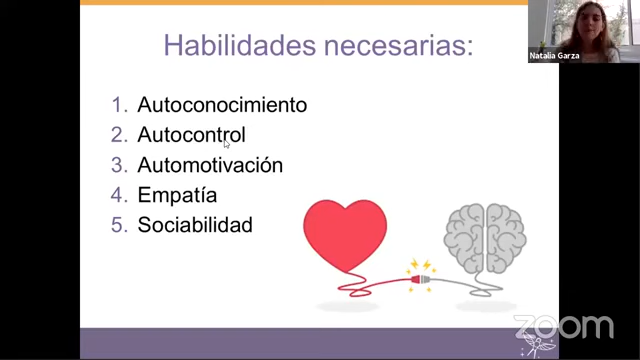 Habilidades necesarias:
Natalia Garza
1. Autoconocimiento
2. Autocontrol
3. Automotivación
4. Empatía
5. Sociabilidad
zoom